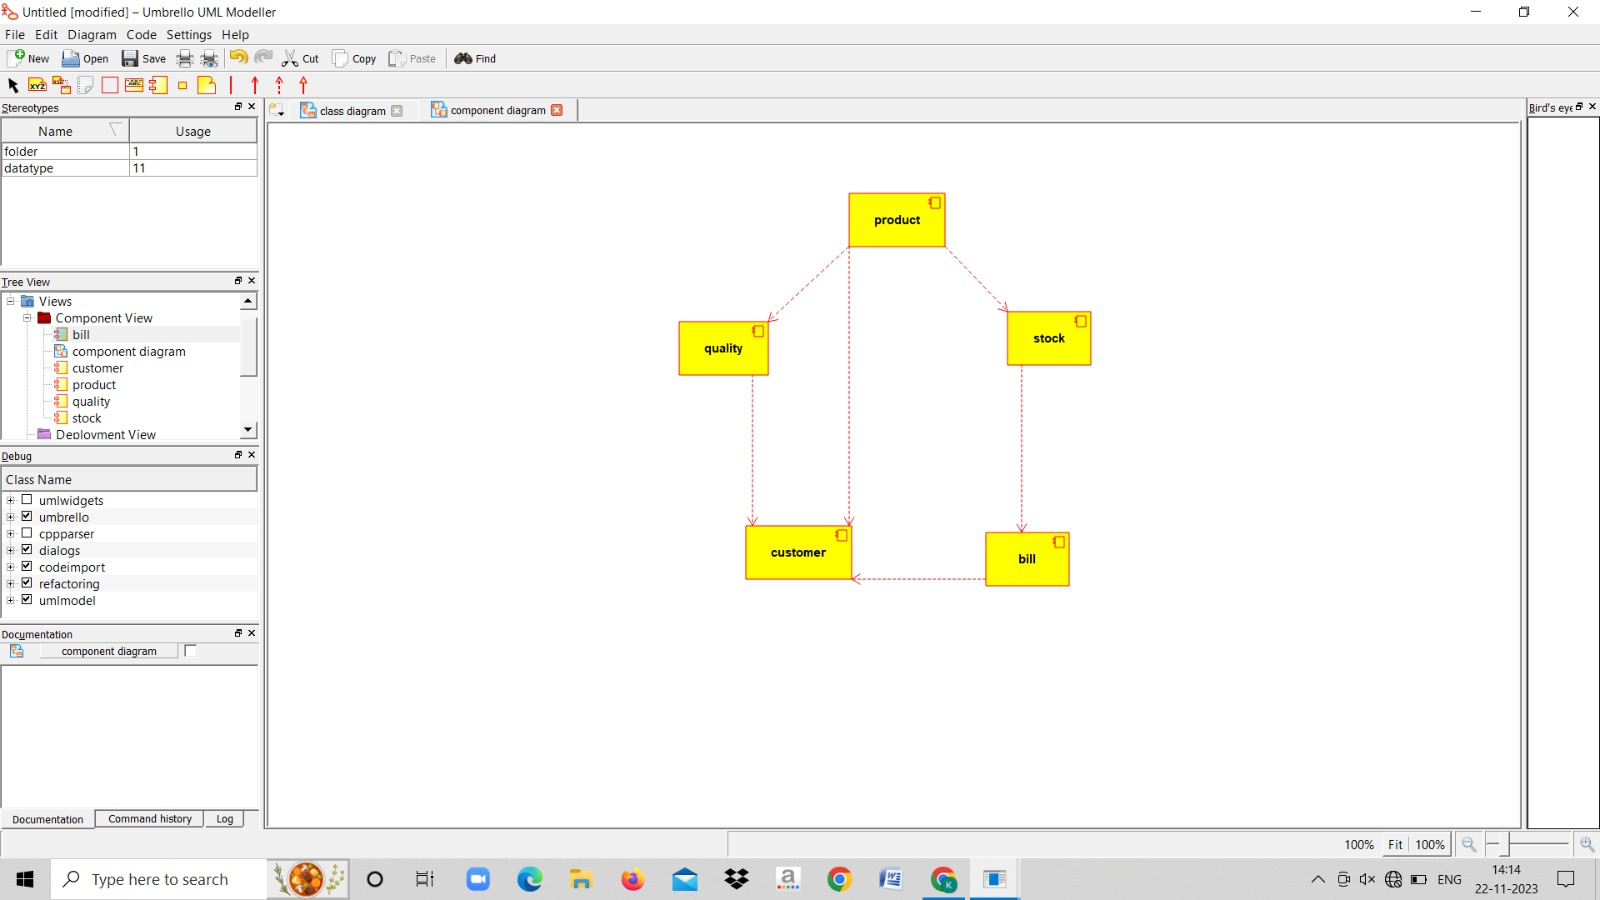 Untitled [modified] – Umbrello UML Modeller
File Edit Diagram Code Settings Help
New Open Save Cut Copy Paste Find
XYZ
Stereotypes
class diagram component diagram
Bird's eye
Name Usage
folder 1
datatype 11
product
Tree View
Views
Component View
bill
component diagram
customer
product
quality
stock
Deployment View
quality
stock
Debug
Class Name
umlwidgets
umbrello
cppparser
dialogs
codeimport
refactoring
umlmodel
customer
bill
Documentation
component diagram
Documentation Command history Log
100% Fit 100%
Type here to search
ENG
14:14
22-11-2023